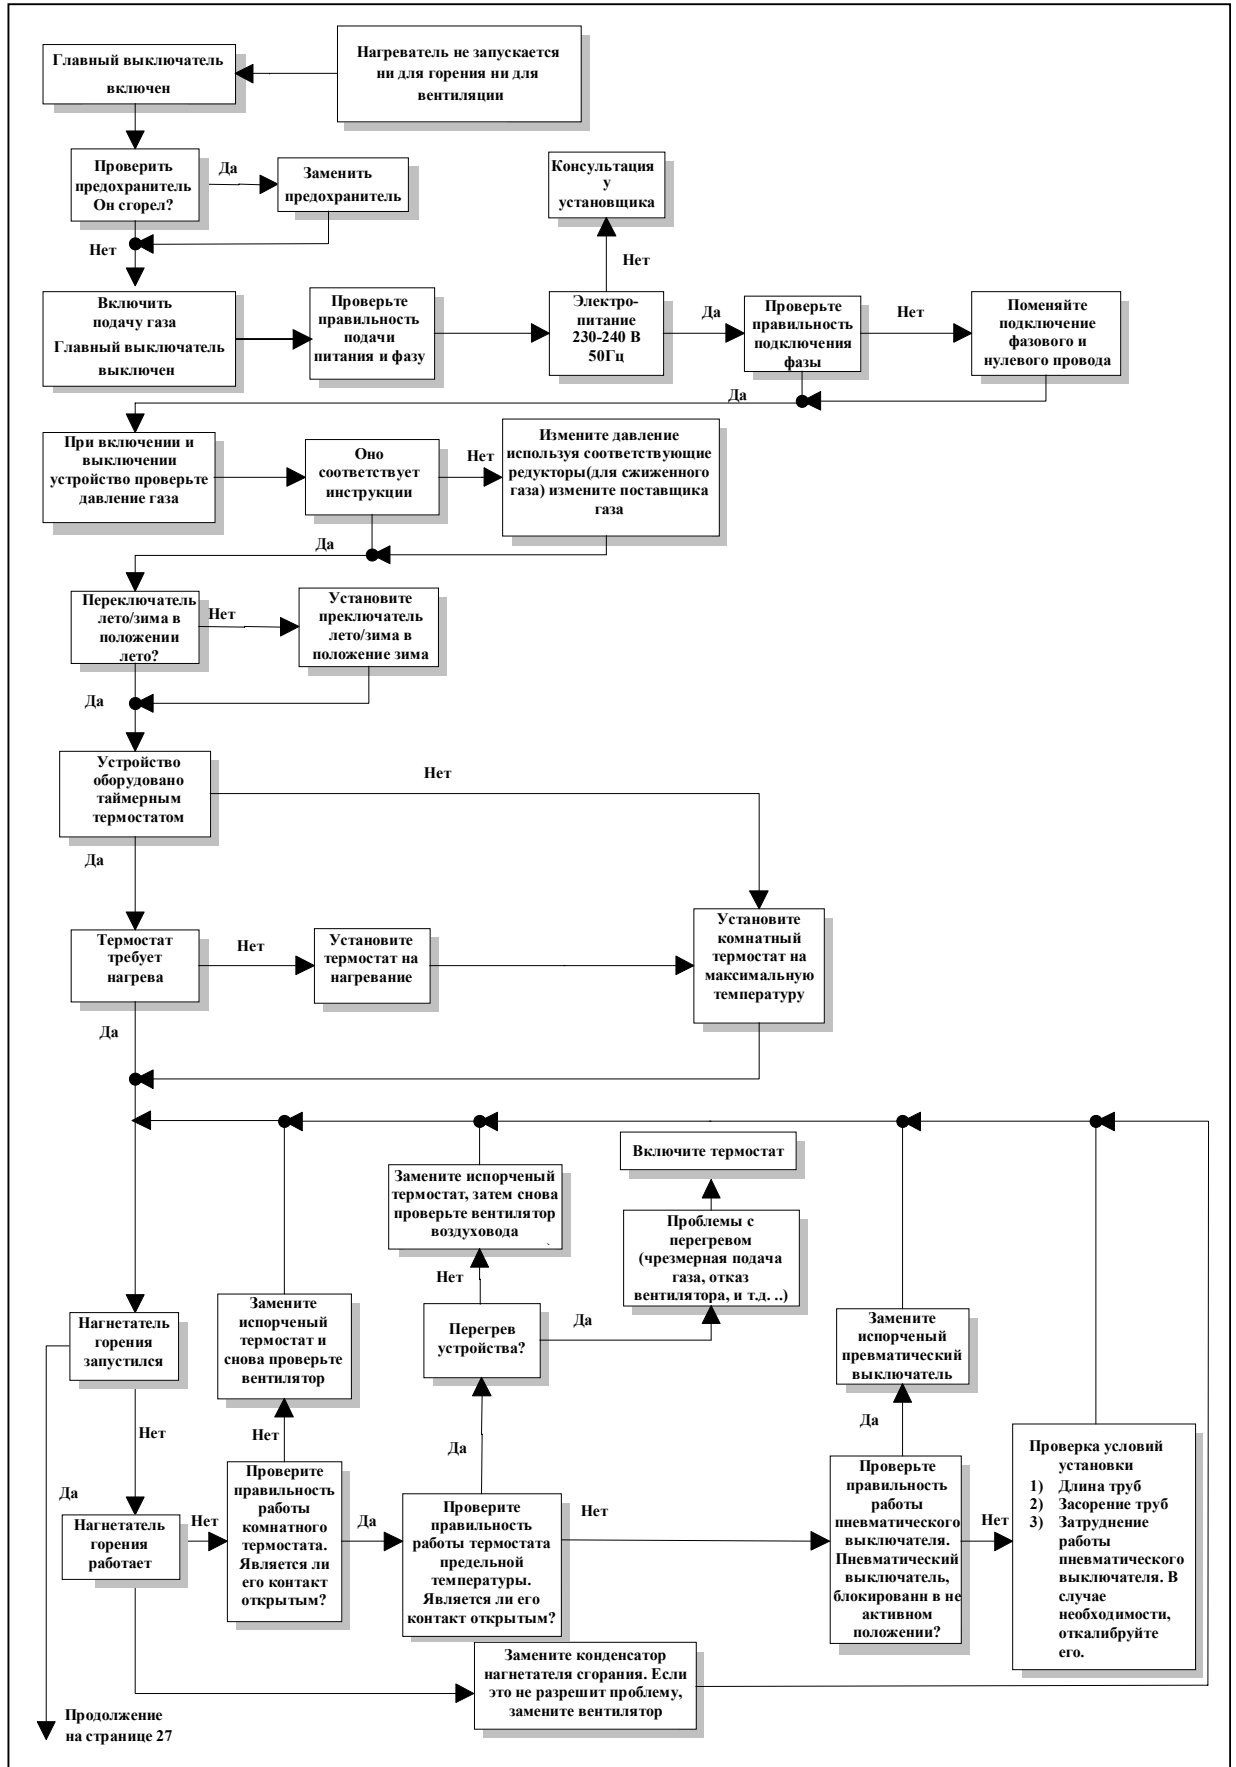 Нагреватель не запускается
ни для горения ни для
вентиляции
Главный выключатель
включен
Проверить
предохранитель
Он сгорел?
Да
Заменить
предохранитель
Нет
Консультация
у
установщика
Нет
Включить
подачу газа
Главный выключатель
выключен
Проверьте
правильность
подачи
питания и фазу
Электро-
питание
230-240 В
50Гц
Да
Проверьте
правильность
подключения
фазы
Нет
Поменяйте
подключение
фазового и
нулевого провода
Да
При включении и
выключении
устройство проверьте
давление газа
Оно
соответствует
инструкции
Нет
Измените давление
используя соответствующие
редукторы(для сжиженного
газа) измените поставщика
газа
Да
Переключатель
лето/зима в
положении
лето?
Нет
Установите
преключатель
лето/зима в
положение зима
Да
Устройство
оборудовано
таймерным
термостатом
Нет
Да
Термостат
требует
нагрева
Нет
Установите
термостат на
нагревание
Установите
комнатный
термостат на
максимальную
температуру
Да
Включите термостат
Замените испорченый
термостат, затем снова
проверьте вентилятор
воздуховода
Проблемы с
перегревом
(чрезмерная подача
газа, отказ
вентилятора, и т.д. ..)
Нет
Нагнетатель
горения
запустился
Нет
Замените
испорченый
термостат и
снова проверьте
вентилятор
Перегрев
устройства?
Да
Замените
испорченый
превматический
выключатель
Нет
Нет
Да
Да
Проверка условий
установки
1) Длина труб
2) Засорение труб
3) Затруднение
работы
пневматического
выключателя. В
случае
необходимости,
откалибруйте
его.
Да
Нагнетатель
горения
работает
Нет
Проверите
правильность
работы
комнатного
термостата.
Является ли
его контакт
открытым?
Да
Проверите
правильность
работы термостата
предельной
температуры.
Является ли его
контакт открытым?
Нет
Проверьте
правильность
работы
пневматического
выключателя.
Пневматический
выключатель,
блокированн в не
активном
положении?
Нет
Замените конденсатор
нагнетателя сгорания. Если
это не разрешит проблему,
замените вентилятор
Продолжение
на странице 27